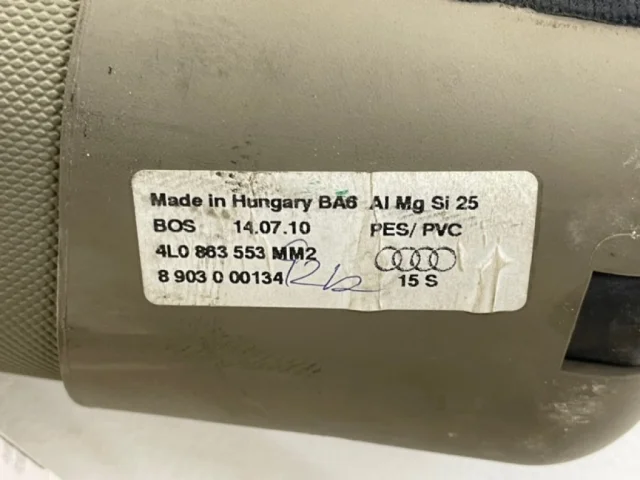 Made in Hungary BA6 Al Mg Si 25
BOS 14.07.10 PES/ PVC
4L0 863 553 MM2
8 903 0 00134 15 S